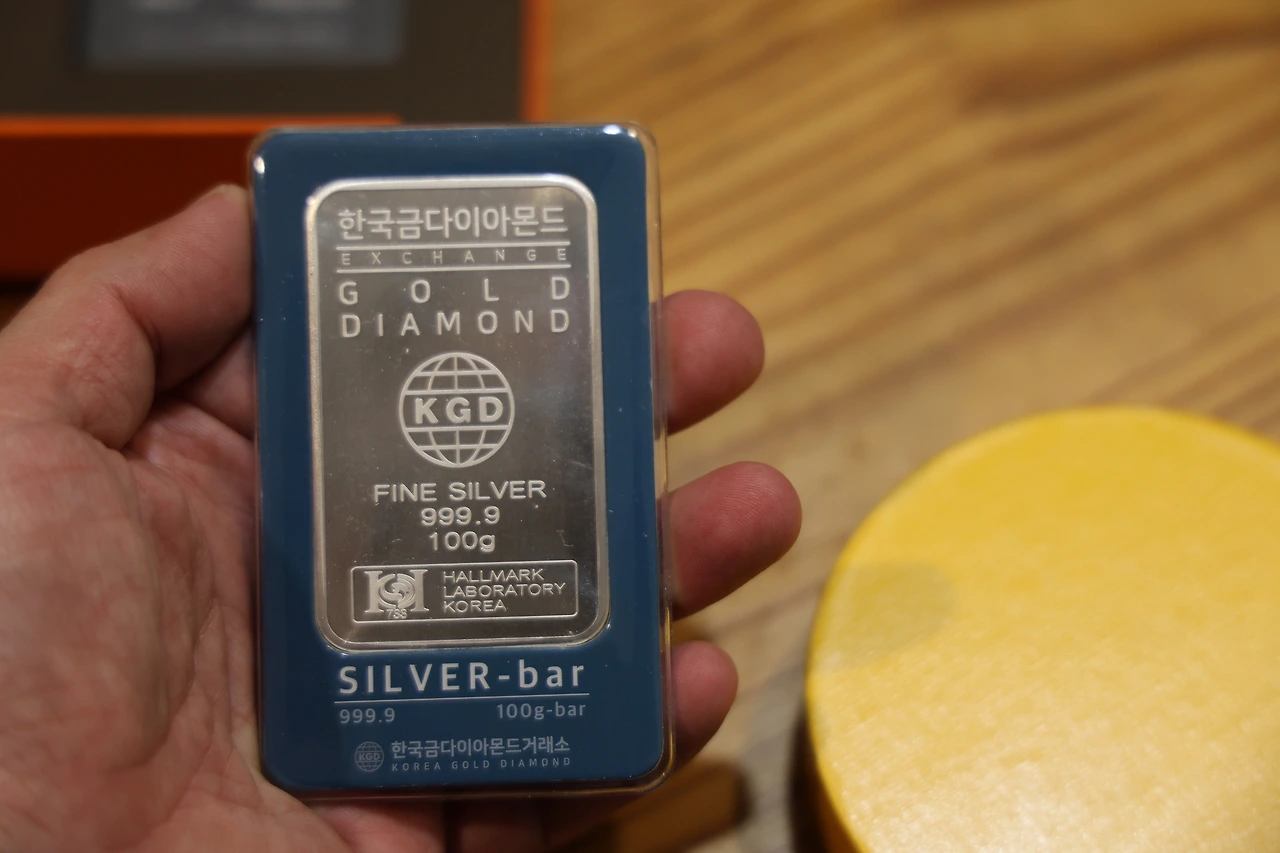 한국금다이아몬드
EXCHANGE
GOLD
DIAMOND
KGD
FINE SILVER
999.9
100g
HALLMARK
LABORATORY
KOREA
SILVER-bar
999.9 100g-bar
KGD 한국금다이아몬드거래소
KOREA GOLD DIAMOND